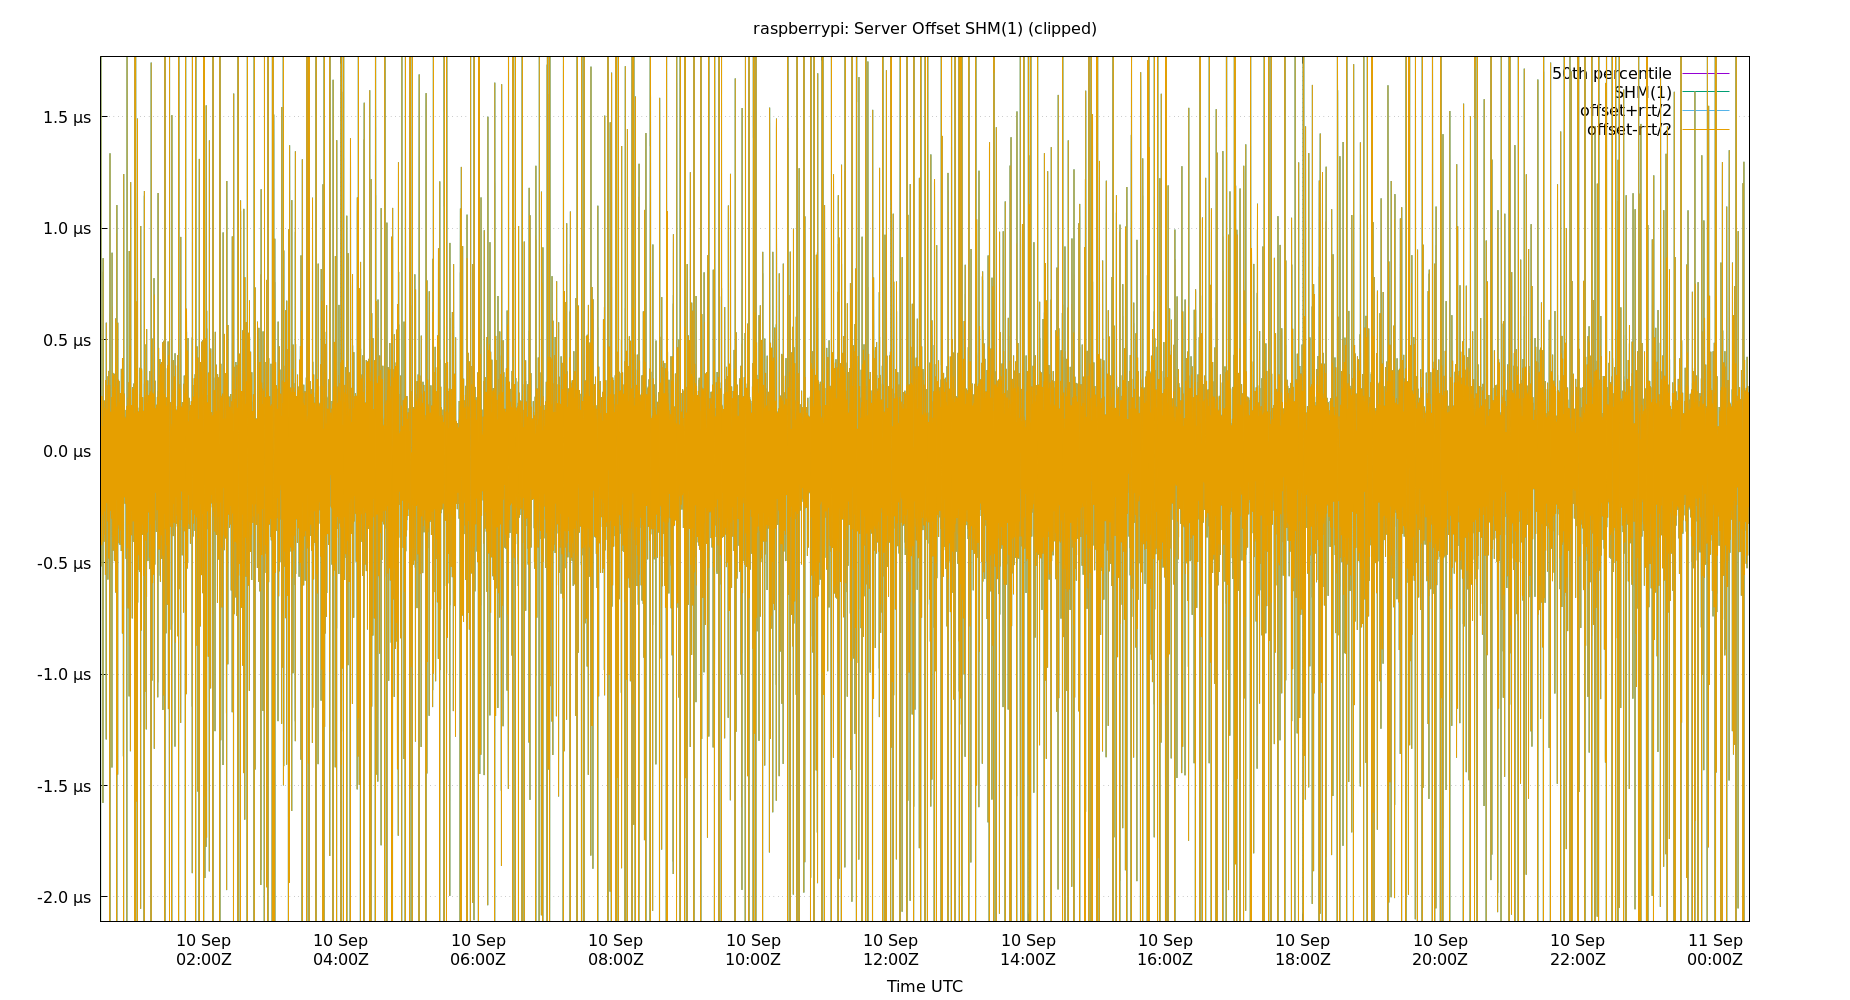 raspberrypi: Server Offset SHM(1) (clipped)
50th percentile
SHM(1)
offset+rtt/2
offset-rtt/2
1.5 μs
1.0 μs
0.5 μs
0.0 μs
-0.5 μs
-1.0 μs
-1.5 μs
-2.0 μs
10 Sep 10 Sep 10 Sep 10 Sep 10 Sep 10 Sep 10 Sep 10 Sep 10 Sep 10 Sep 10 Sep 11 Sep
02:00Z 04:00Z 06:00Z 08:00Z 10:00Z 12:00Z 14:00Z 16:00Z 18:00Z 20:00Z 22:00Z 00:00Z
Time UTC